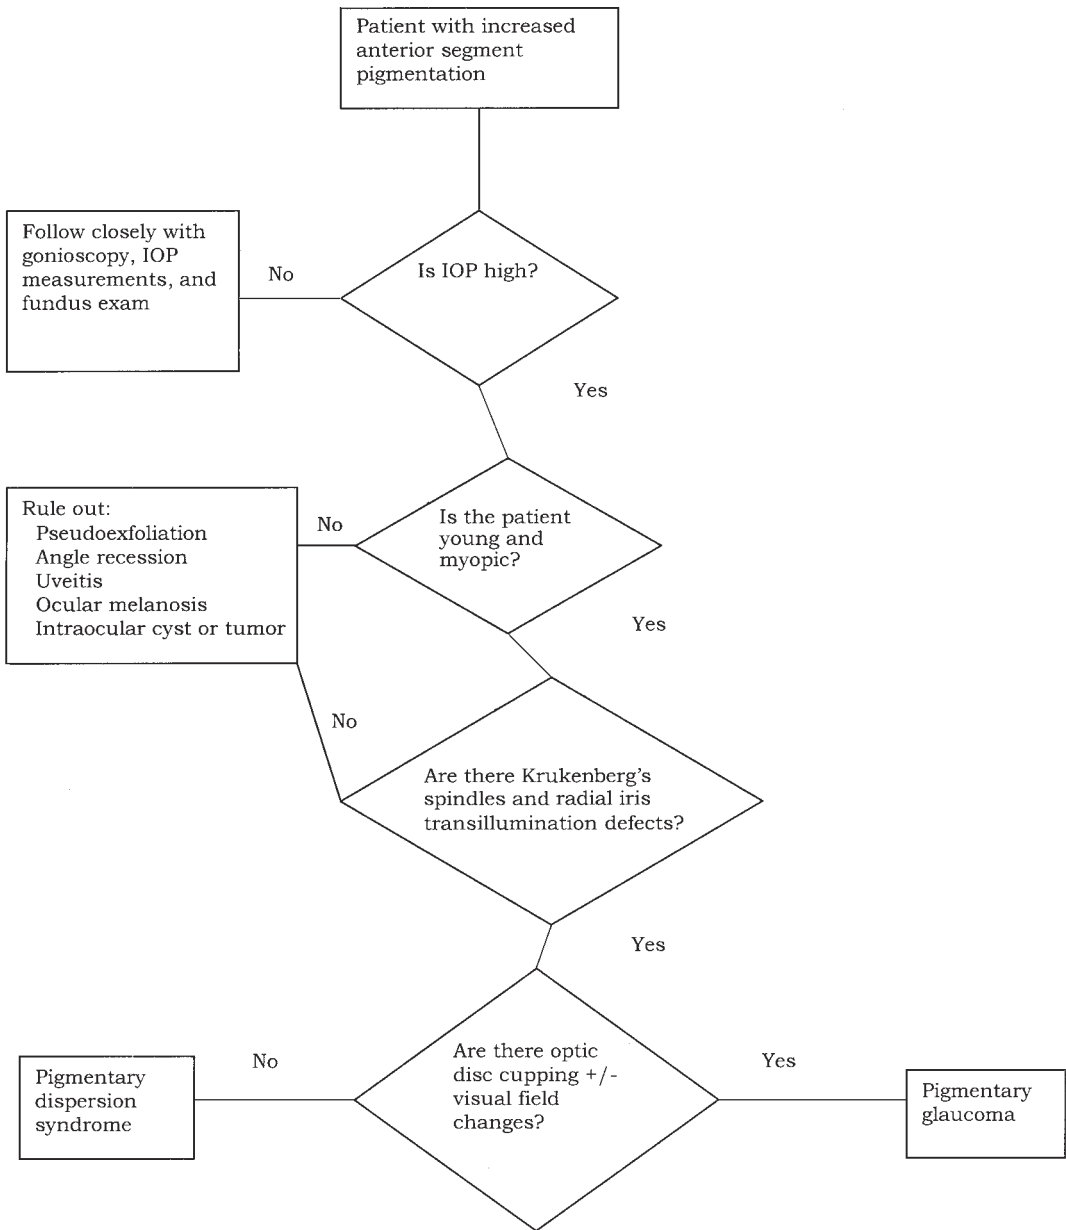 Patient with increased
anterior segment
pigmentation
Is IOP high?
No
Follow closely with
gonioscopy, IOP
measurements, and
fundus exam
Yes
Is the patient
young and
myopic?
No
Rule out:
Pseudoexfoliation
Angle recession
Uveitis
Ocular melanosis
Intraocular cyst or tumor
Yes
No
Are there Krukenberg's
spindles and radial iris
transillumination defects?
Yes
Are there optic
disc cupping +/-
visual field
changes?
No
Pigmentary
dispersion
syndrome
Yes
Pigmentary
glaucoma